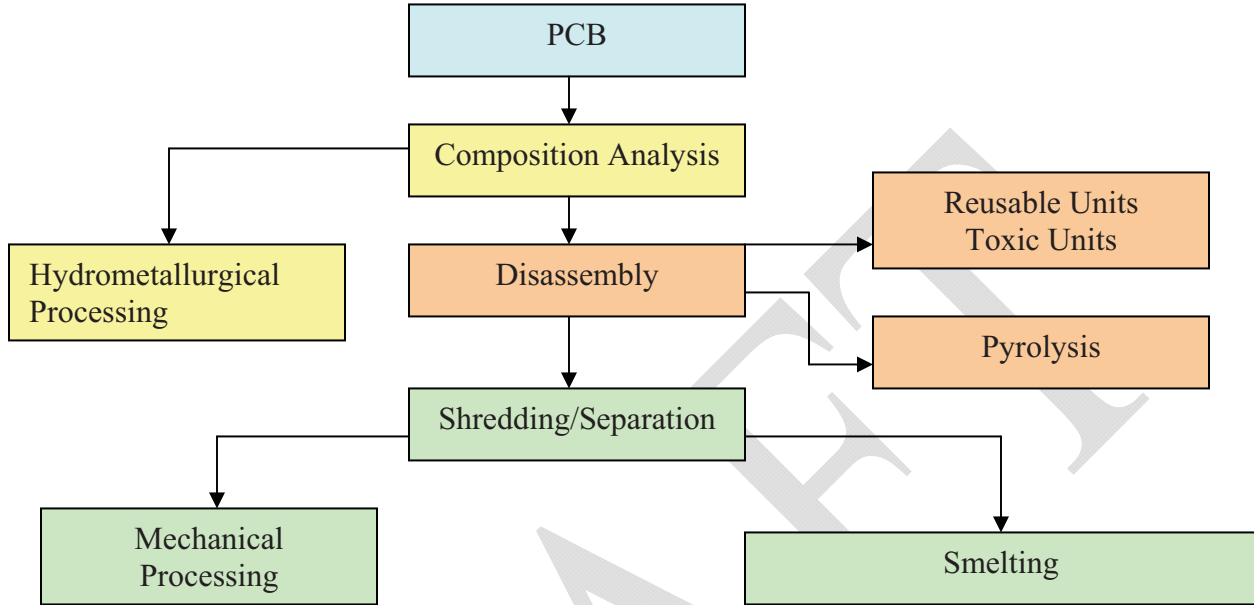 PCB
Composition Analysis
Reusable Units
Toxic Units
Hydrometallurgical
Processing
Disassembly
Pyrolysis
Shredding/Separation
Mechanical
Processing
Smelting